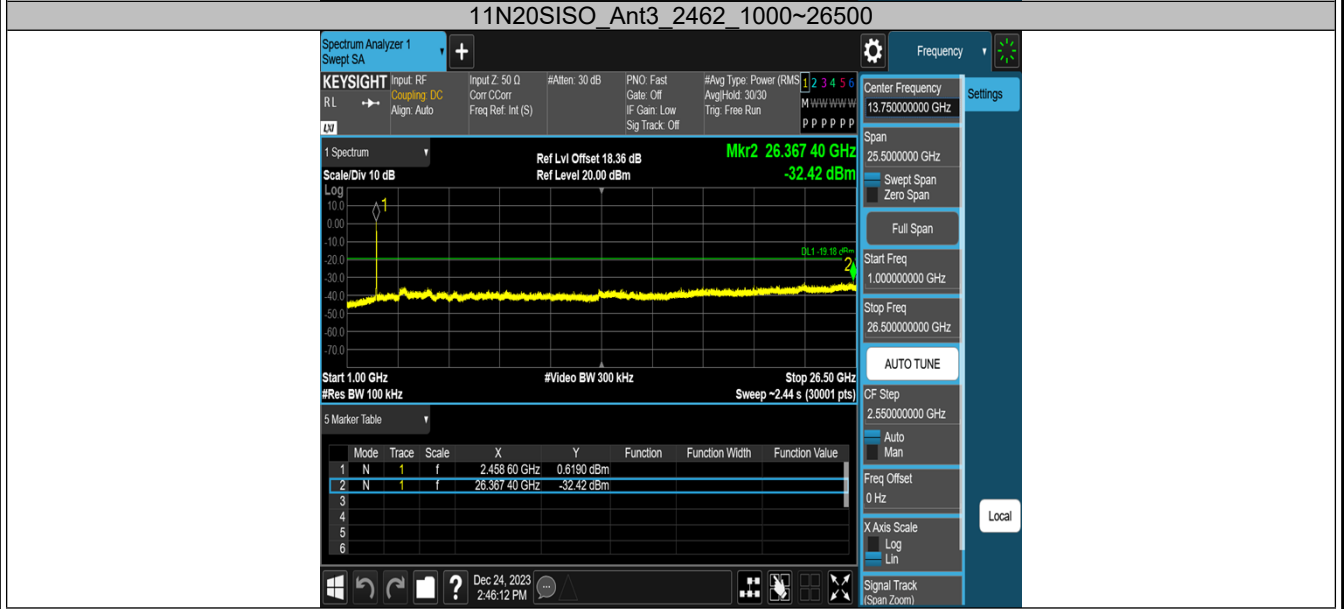 11N20SISO_Ant3_2462_1000~26500
Spectrum Analyzer 1
Swept SA
Frequency
KEYSIGHT
RL
LXI
Input: RF
Coupling: DC
Align: Auto
Input Z: 50 Ω
Corr CCorr
Freq Ref: Int (S)
#Atten: 30 dB
PNO: Fast
Gate: Off
IF Gain: Low
Sig Track: Off
#Avg Type: Power (RMS
Avg|Hold: 30/30
Trig: Free Run
1 2 3 4 5 6
M W W W W W
P P P P P P
1 Spectrum
Scale/Div 10 dB
Ref Lvl Offset 18.36 dB
Ref Level 20.00 dBm
Mkr2 26.367 40 GHz
-32.42 dBm
Log
10.0
0.00
-10.0
-20.0
-30.0
-40.0
-50.0
-60.0
-70.0
1
DL1 -19.18 dBm
2
Start 1.00 GHz
#Res BW 100 kHz
#Video BW 300 kHz
Stop 26.50 GHz
Sweep ~2.44 s (30001 pts)
5 Marker Table
Mode Trace Scale X Y Function Function Width Function Value
1 N 1 f 2.458 60 GHz 0.6190 dBm
2 N 1 f 26.367 40 GHz -32.42 dBm
3
4
5
6
Dec 24, 2023
2:46:12 PM
Center Frequency
13.750000000 GHz
Settings
Span
25.5000000 GHz
Swept Span
Zero Span
Full Span
Start Freq
1.000000000 GHz
Stop Freq
26.500000000 GHz
AUTO TUNE
CF Step
2.550000000 GHz
Auto
Man
Freq Offset
0 Hz
Local
X Axis Scale
Log
Lin
Signal Track
(Span Zoom)